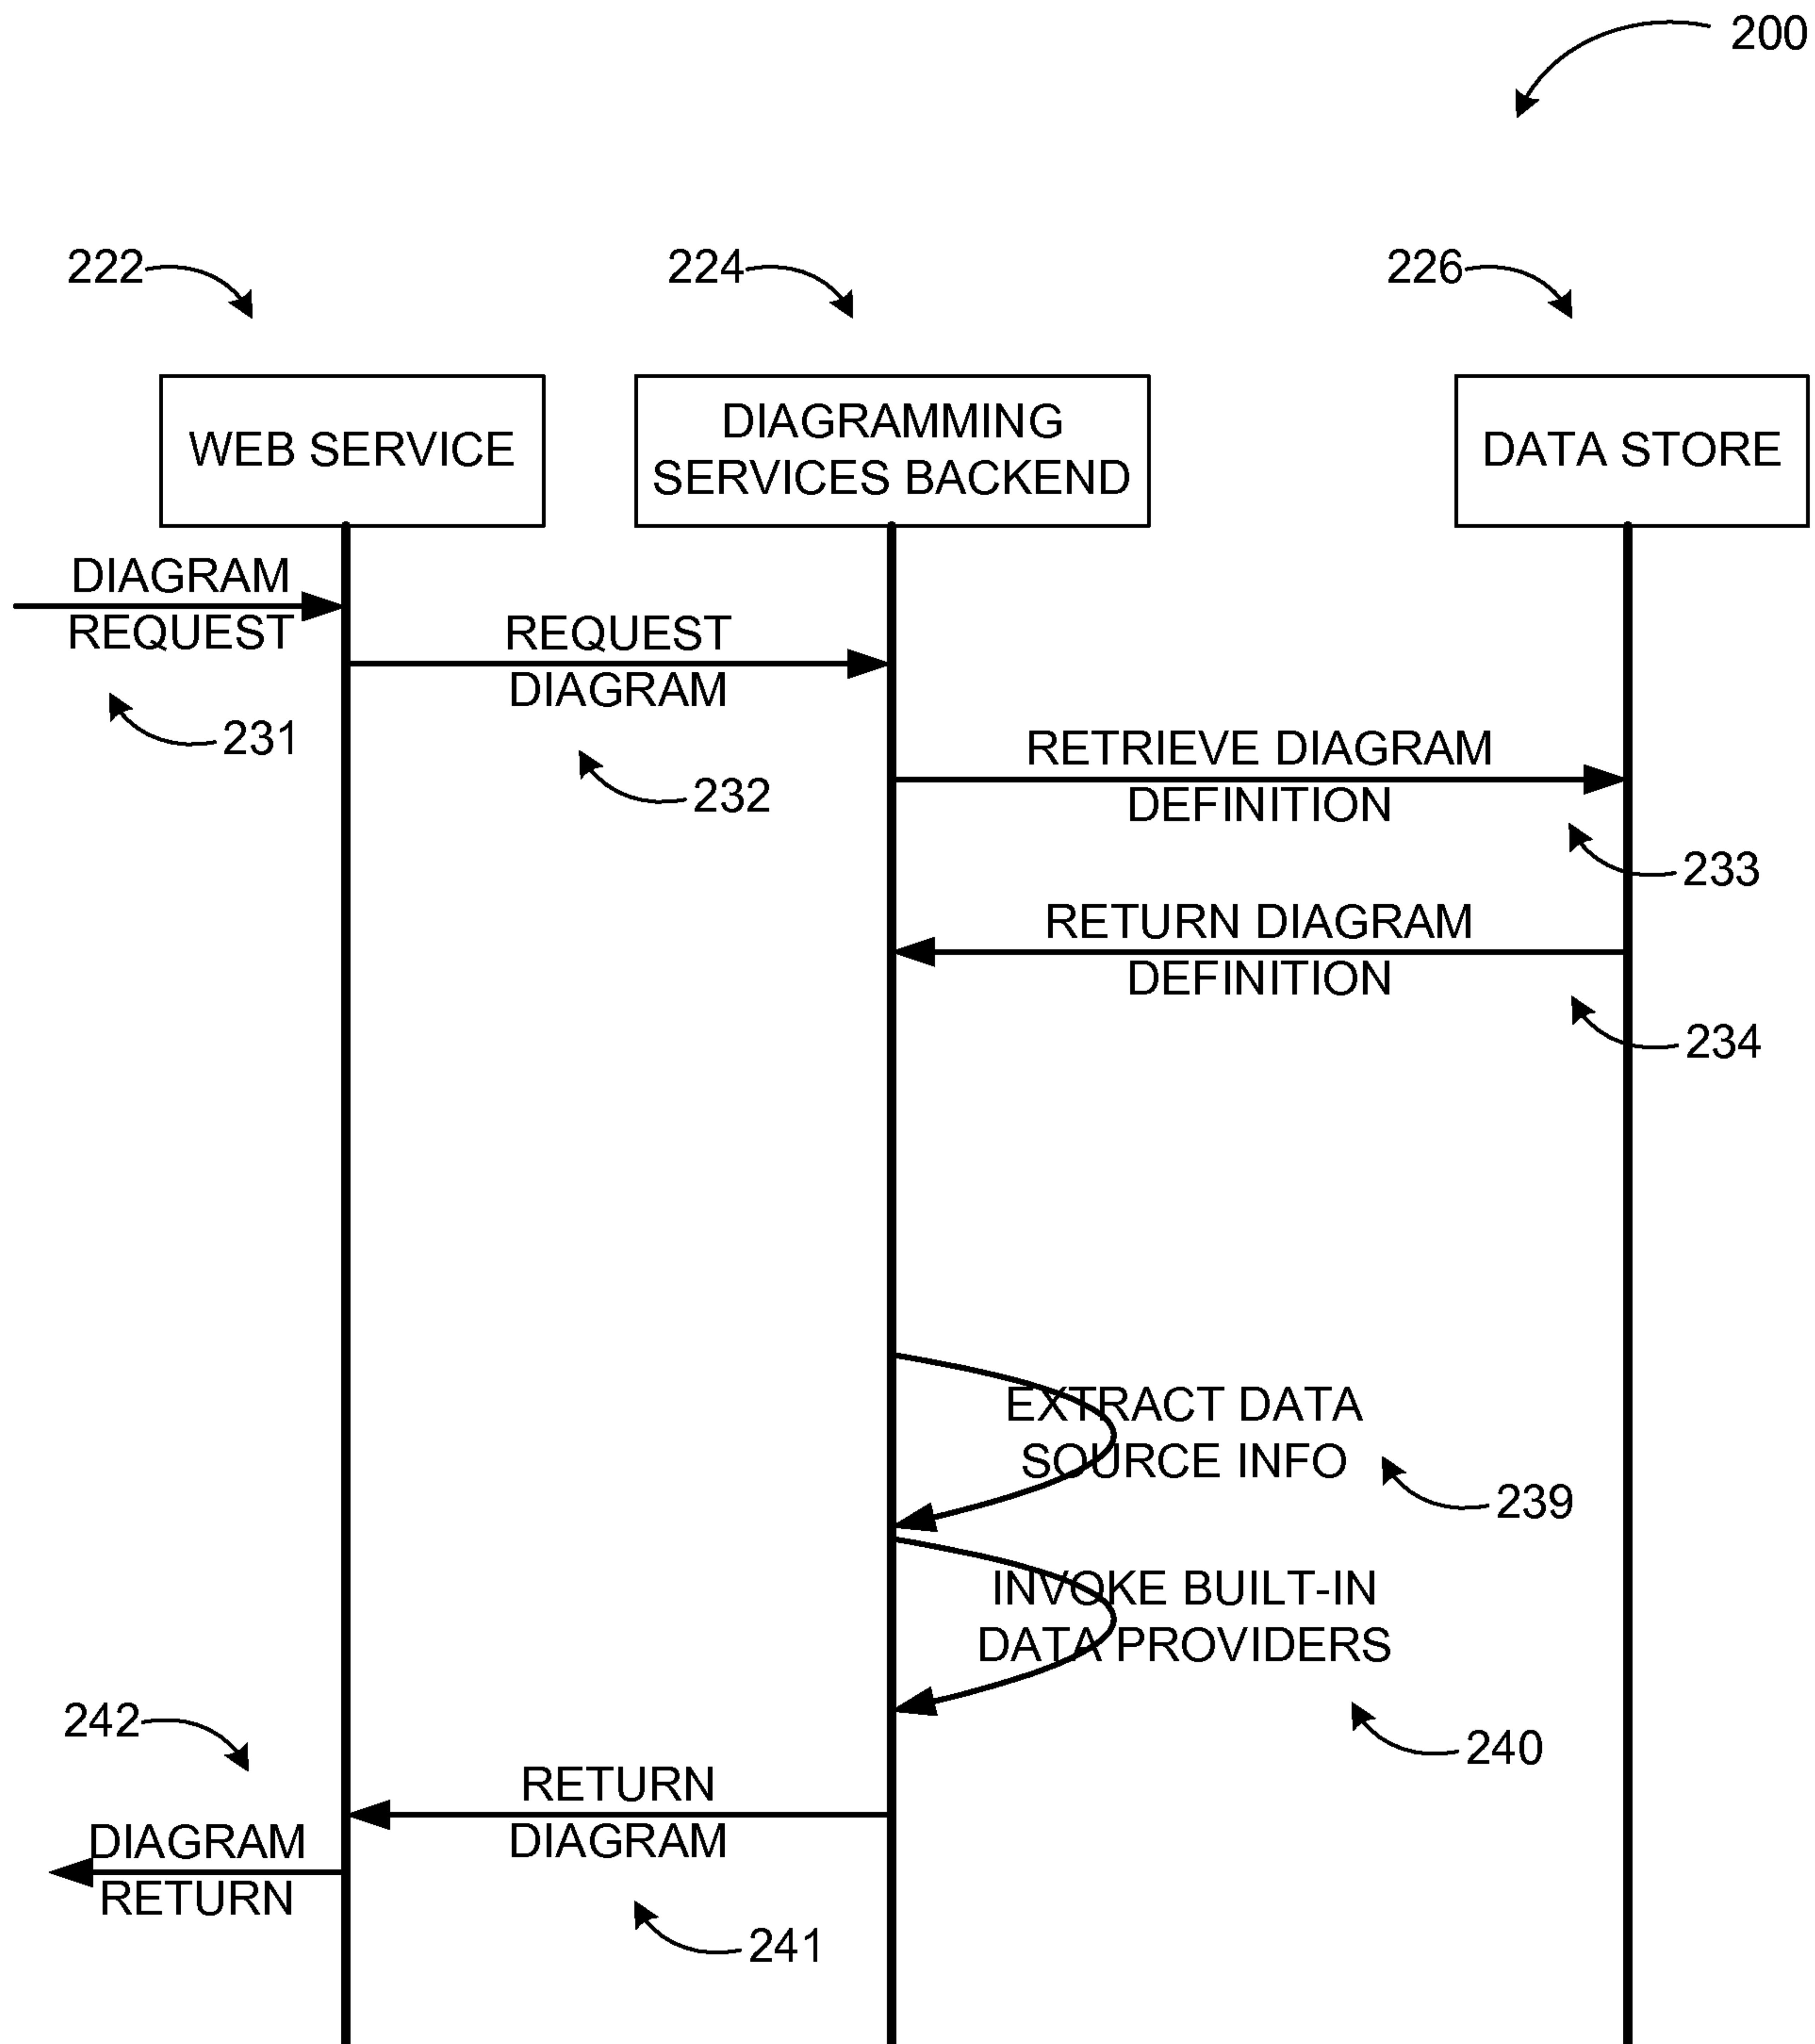 200
222
224
226
WEB SERVICE
DIAGRAMMING
SERVICES BACKEND
DATA STORE
DIAGRAM
REQUEST
231
REQUEST
DIAGRAM
232
RETRIEVE DIAGRAM
DEFINITION
233
RETURN DIAGRAM
DEFINITION
234
EXTRACT DATA
SOURCE INFO
239
INVOKE BUILT-IN
DATA PROVIDERS
240
242
RETURN
DIAGRAM
241
DIAGRAM
RETURN